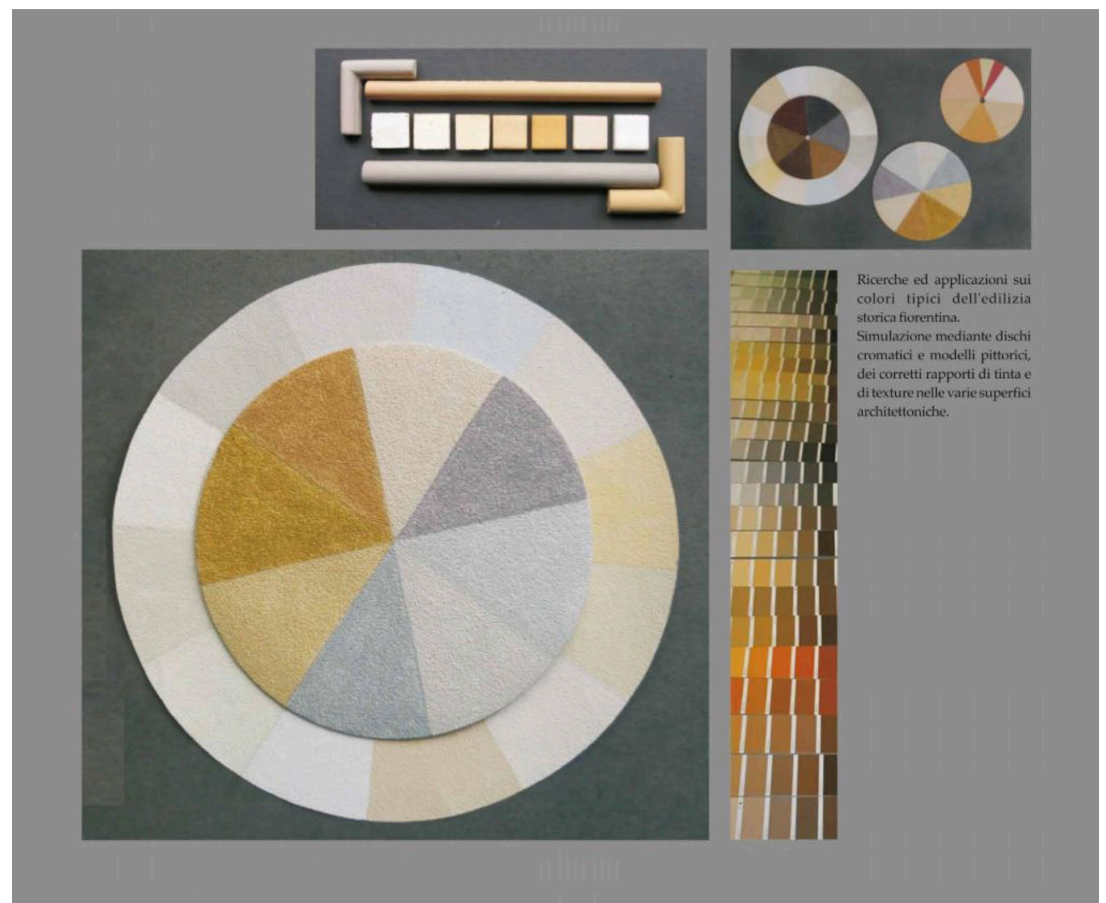 Ricerche ed applicazioni sui
colori tipici dell'edilizia
storica fiorentina.
Simulazione mediante dischi
cromatici e modelli pittorici,
dei corretti rapporti di tinta e
di texture nelle varie superfici
architettoniche.